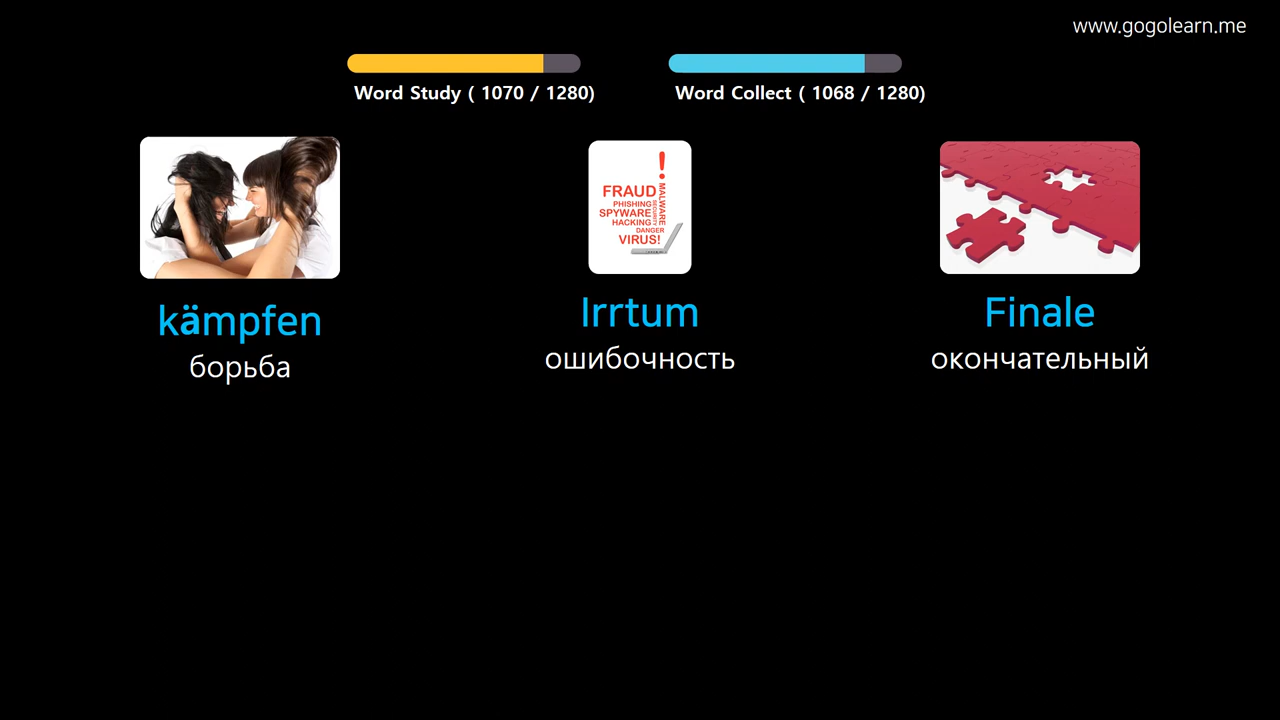 www.gogolearn.me
Word Study ( 1070 / 1280)
Word Collect ( 1068 / 1280)
!
FRAUD
PHISHING
SPYWARE
HACKING
DANGER
VIRUS!
MALWARE
SECURITY
kämpfen
борьба
Irrtum
ошибочность
Finale
окончательный